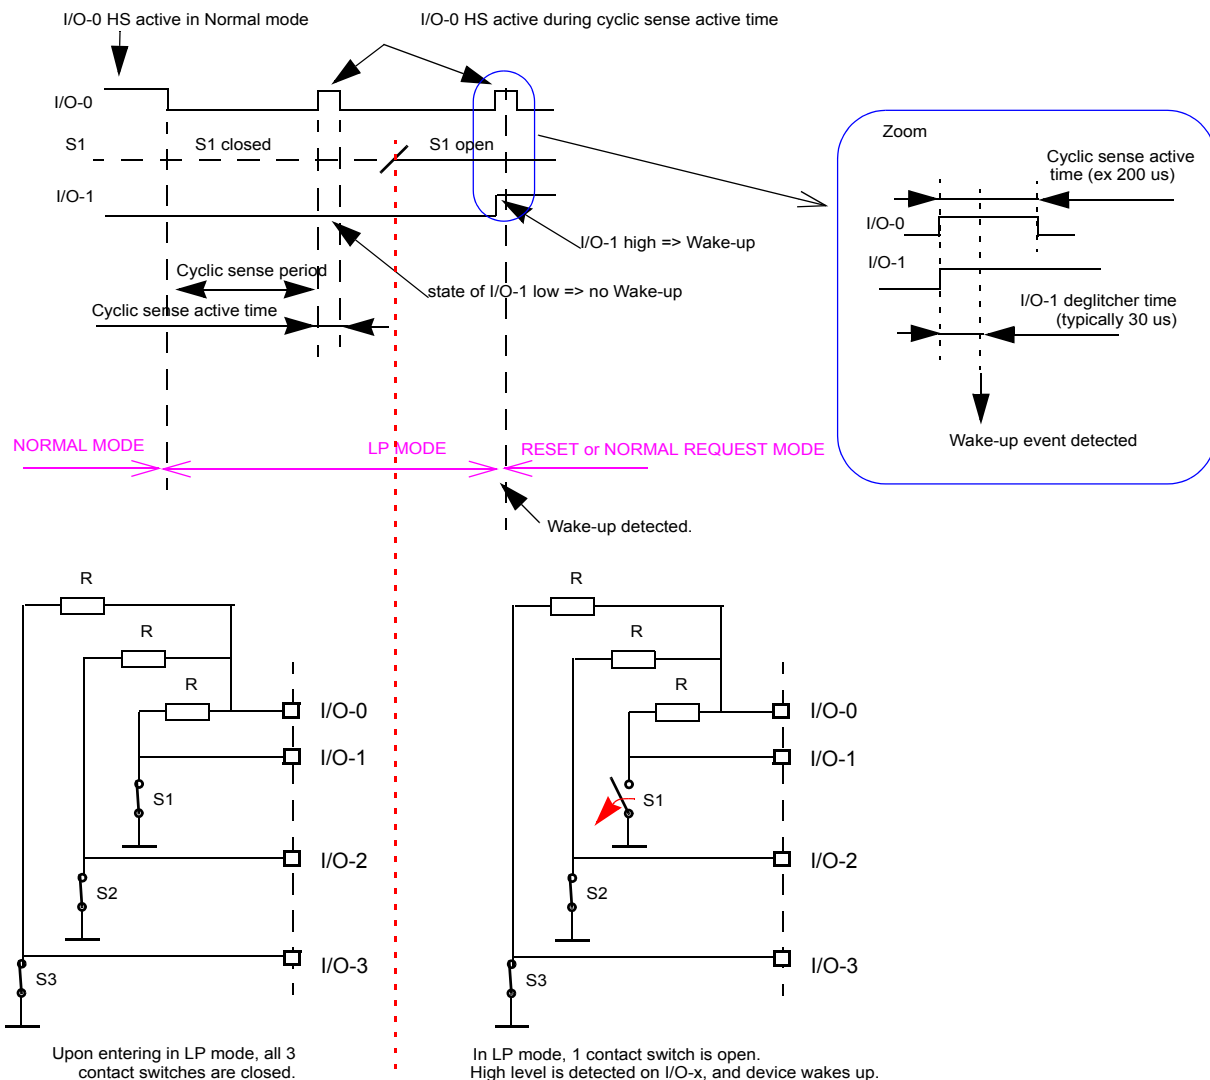 I/O-0 HS active in Normal mode
I/O-0 HS active during cyclic sense active time
I/O-0
S1
S1 closed
S1 open
I/O-1
I/O-1 high => Wake-up
Cyclic sense period
state of I/O-1 low => no Wake-up
Cyclic sense active time
Zoom
Cyclic sense active
time (ex 200 us)
I/O-0
I/O-1
I/O-1 deglitcher time
(typically 30 us)
Wake-up event detected
NORMAL MODE
LP MODE
RESET or NORMAL REQUEST MODE
Wake-up detected.
R
R
R
I/O-0
I/O-1
S1
I/O-2
S2
I/O-3
S3
Upon entering in LP mode, all 3
contact switches are closed.
R
R
R
I/O-0
I/O-1
S1
I/O-2
S2
I/O-3
S3
In LP mode, 1 contact switch is open.
High level is detected on I/O-x, and device wakes up.